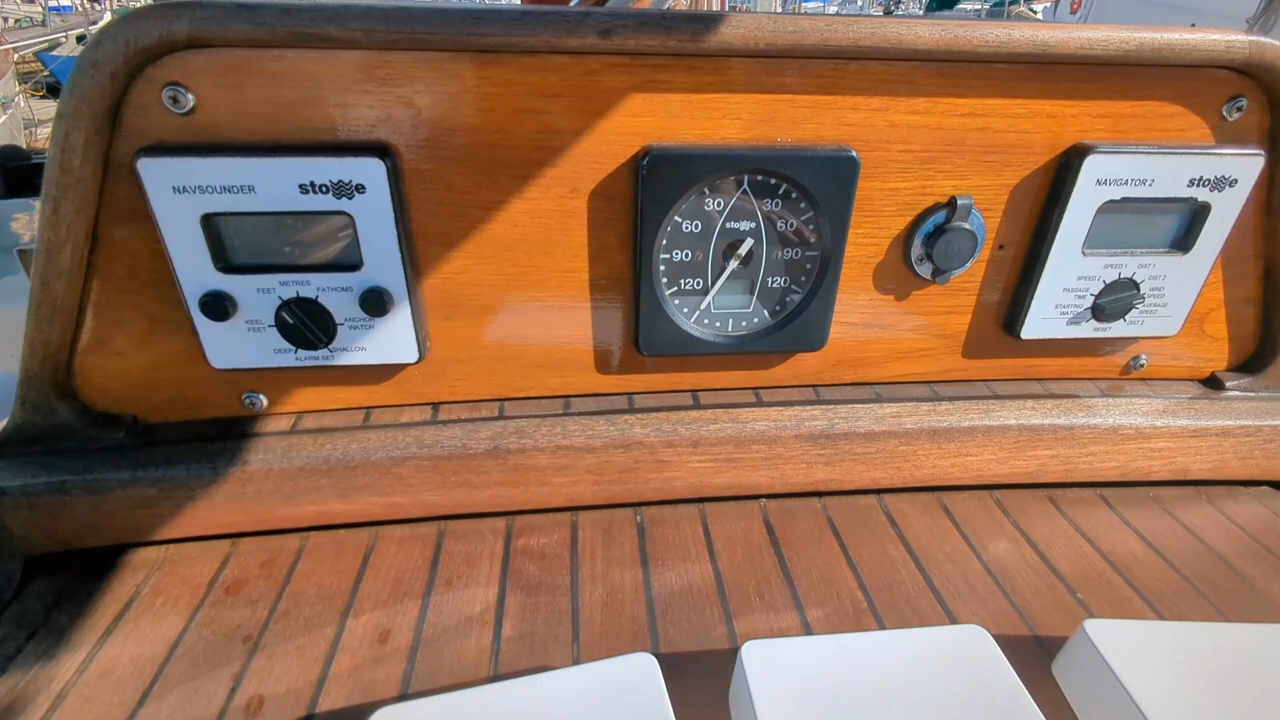 NAVSOUNDER stowe
METRES
FEET FATHOMS
KEEL FEET ANCHOR WATCH
DEEP SHALLOW
ALARM SET
30 30
stowe
60 60
90 90
120 120
NAVIGATOR 2 stowe
SPEED 1 DIST 1
SPEED 2 DIST 2
PASSAGE TIME WIND SPEED
STARTING WATCH AVERAGE SPEED
RESET DIST 2